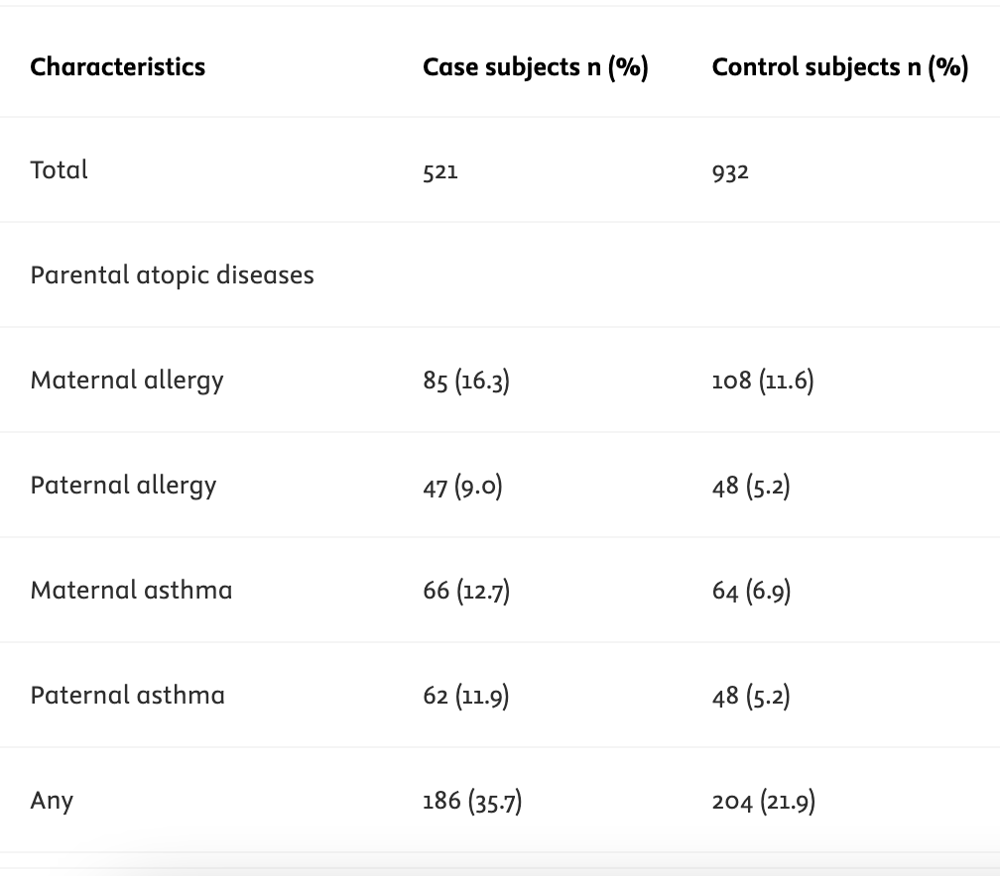 Characteristics Case subjects n (%) Control subjects n (%)
Total 521 932
Parental atopic diseases
Maternal allergy 85 (16.3) 108 (11.6)
Paternal allergy 47 (9.0) 48 (5.2)
Maternal asthma 66 (12.7) 64 (6.9)
Paternal asthma 62 (11.9) 48 (5.2)
Any 186 (35.7) 204 (21.9)